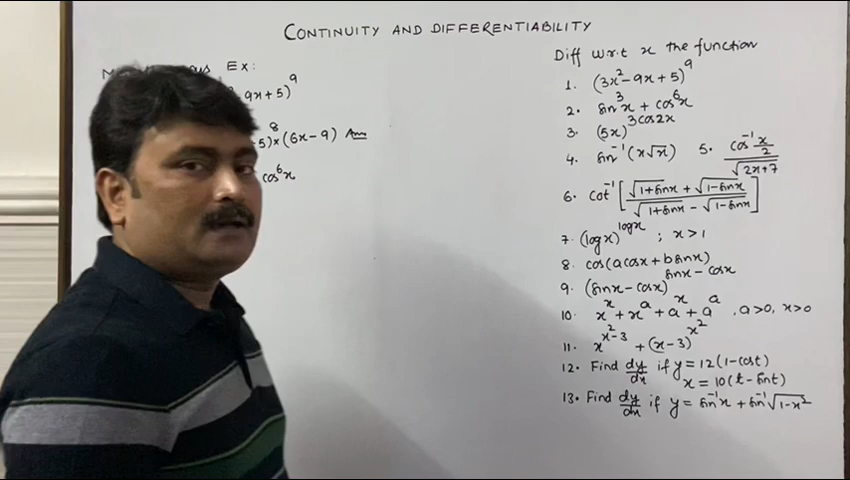 CONTINUITY AND DIFFERENTIABILITY
Ex:
9x+5)⁹
5)⁸×(6x-9) Ans
cos⁶x
Diff w.r.t x the function
1. (3x²-9x+5)⁹
2. sin³x + cos⁶x
3. (5x)^(3cos2x)
4. sin⁻¹(x√x) 5. cos⁻¹(x/2) / √(2x+7)
6. cot⁻¹[(√(1+sinx) + √(1-sinx)) / (√(1+sinx) - √(1-sinx))]
7. (logx)^(logx) ; x>1
8. cos(acosx + bsinx)
9. (sinx-cosx)^(sinx-cosx)
10. x^x + x^a + a^x + a^a, a>0, x>0
11. x^(x²-3) + (x-3)^(x²)
12. Find dy/dx if y = 12(1-cost)
x = 10(t-sint)
13. Find dy/dx if y = sin⁻¹x + sin⁻¹√(1-x²)